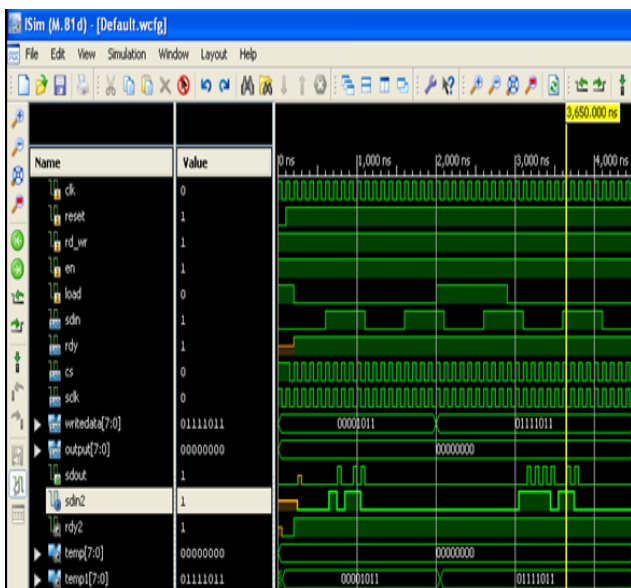 ISim (M.81d) - [Default.wcfg]
File Edit View Simulation Window Layout Help
3,650.000 ns
Name Value 0 ns 1,000 ns 2,000 ns 3,000 ns 4,000 ns
clk 0
reset 1
rd_wr 1
en 1
load 0
sdin 1
rdy 1
cs 0
sclk 0
writedata[7:0] 01111011 00001011 01111011
output[7:0] 00000000 00000000
sdout 1
sdin2 1
rdy2 1
temp[7:0] 00000000 00000000
temp1[7:0] 01111011 00001011 01111011